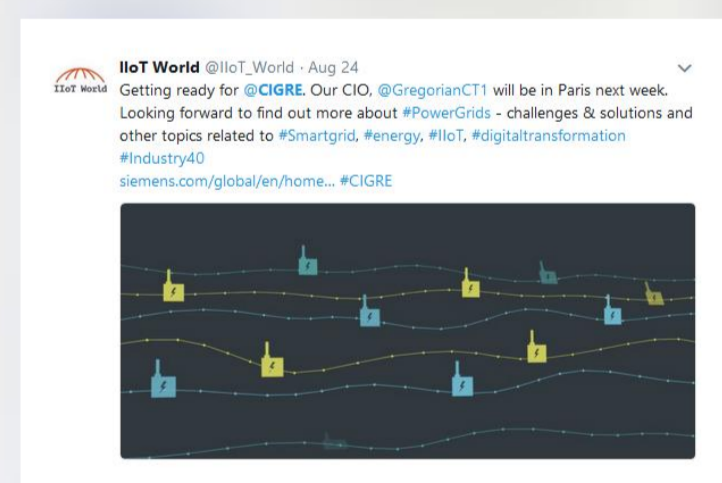 IIoT World @IIoT_World · Aug 24
IIoT World
Getting ready for @CIGRE. Our CIO, @GregorianCT1 will be in Paris next week.
Looking forward to find out more about #PowerGrids - challenges & solutions and
other topics related to #Smartgrid, #energy, #IIoT, #digitaltransformation
#Industry40
siemens.com/global/en/home... #CIGRE